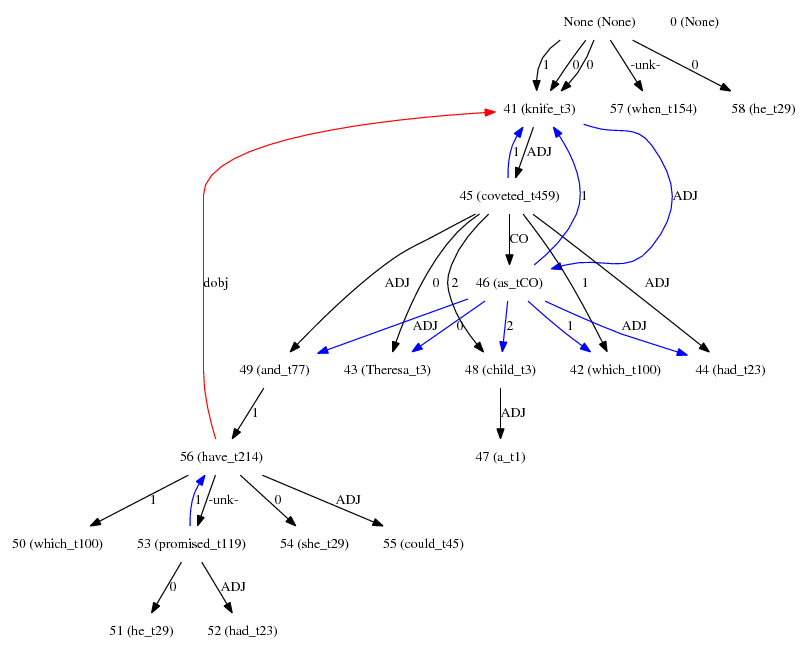 None (None) 0 (None)
1 0 0 -unk- 0
41 (knife_t3) 57 (when_t154) 58 (he_t29)
1 ADJ
45 (coveted_t459) 1 ADJ
CO
dobj ADJ 0 2 46 (as_tCO) 1 ADJ
ADJ 0 2 1 ADJ
49 (and_t77) 43 (Theresa_t3) 48 (child_t3) 42 (which_t100) 44 (had_t23)
1 ADJ
56 (have_t214) 47 (a_t1)
1 1 -unk- 0 ADJ
50 (which_t100) 53 (promised_t119) 54 (she_t29) 55 (could_t45)
0 ADJ
51 (he_t29) 52 (had_t23)